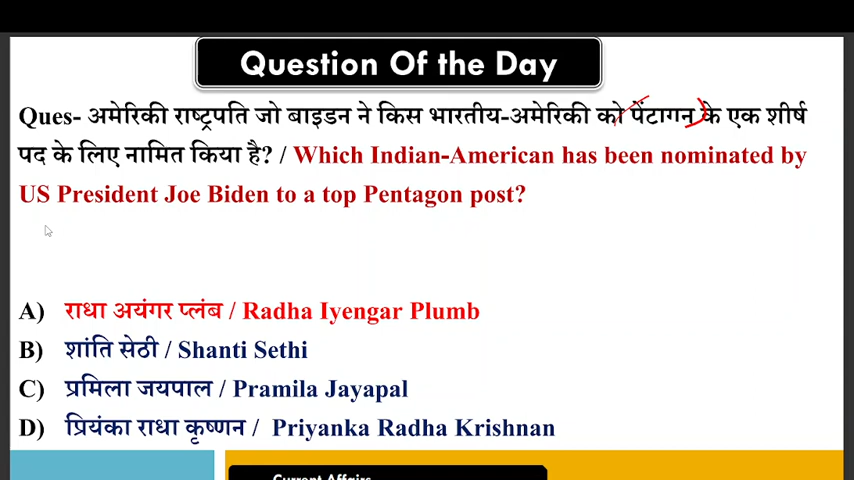 Question Of the Day
Ques- अमेरिकी राष्ट्रपति जो बाइडन ने किस भारतीय-अमेरिकी को पेंटागन के एक शीर्ष
पद के लिए नामित किया है? / Which Indian-American has been nominated by
US President Joe Biden to a top Pentagon post?
A) राधा अयंगर प्लंब / Radha Iyengar Plumb
B) शांति सेठी / Shanti Sethi
C) प्रमिला जयपाल / Pramila Jayapal
D) प्रियंका राधा कृष्णन / Priyanka Radha Krishnan
Current Affairs